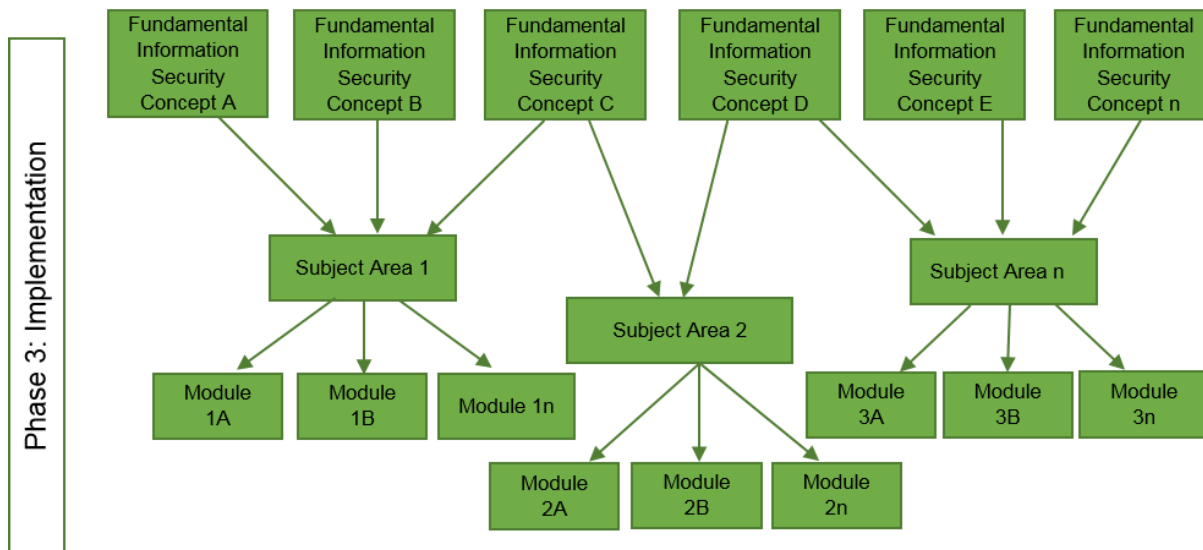 Phase 3: Implementation
Fundamental
Information
Security
Concept A
Fundamental
Information
Security
Concept B
Fundamental
Information
Security
Concept C
Fundamental
Information
Security
Concept D
Fundamental
Information
Security
Concept E
Fundamental
Information
Security
Concept n
Subject Area 1
Subject Area 2
Subject Area n
Module
1A
Module
1B
Module 1n
Module
2A
Module
2B
Module
2n
Module
3A
Module
3B
Module
3n